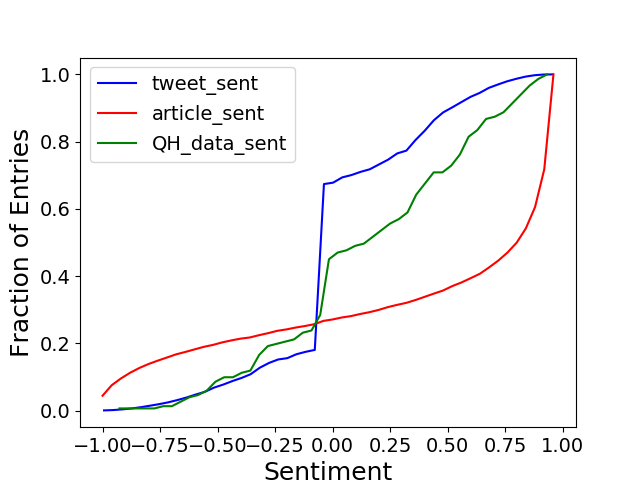 tweet_sent
article_sent
QH_data_sent
Fraction of Entries
1.0
0.8
0.6
0.4
0.2
0.0
−1.00 −0.75 −0.50 −0.25 0.00 0.25 0.50 0.75 1.00
Sentiment